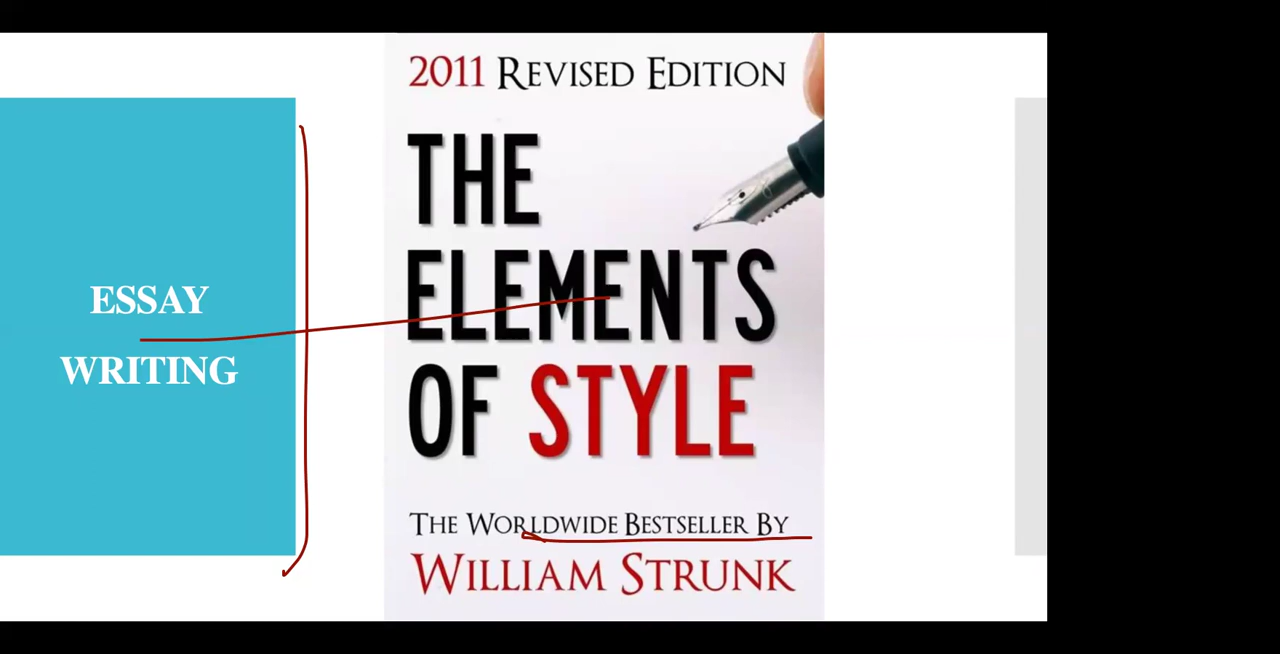 ESSAY
WRITING
2011 REVISED EDITION
THE
ELEMENTS
OF STYLE
THE WORLDWIDE BESTSELLER BY
WILLIAM STRUNK